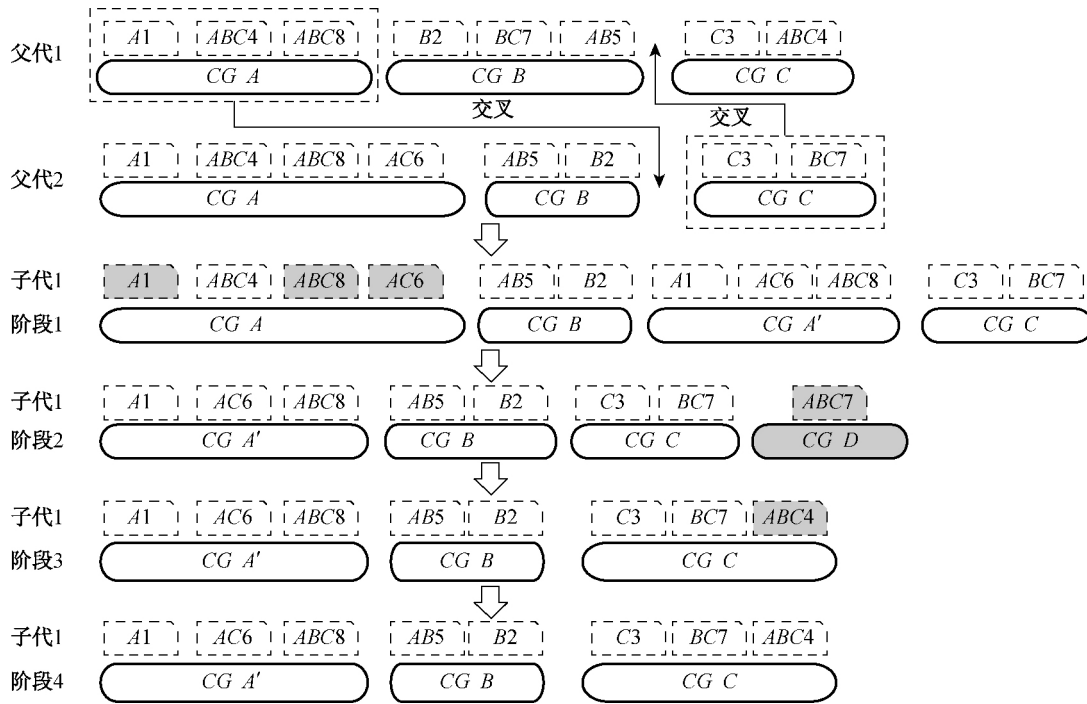 父代1 A1 ABC4 ABC8 B2 BC7 AB5 C3 ABC4
CG A CG B CG C
交叉 交叉
父代2 A1 ABC4 ABC8 AC6 AB5 B2 C3 BC7
CG A CG B CG C
子代1 A1 ABC4 ABC8 AC6 AB5 B2 A1 AC6 ABC8 C3 BC7
阶段1 CG A CG B CG A′ CG C
子代1 A1 AC6 ABC8 AB5 B2 C3 BC7 ABC7
阶段2 CG A′ CG B CG C CG D
子代1 A1 AC6 ABC8 AB5 B2 C3 BC7 ABC4
阶段3 CG A′ CG B CG C
子代1 A1 AC6 ABC8 AB5 B2 C3 BC7 ABC4
阶段4 CG A′ CG B CG C